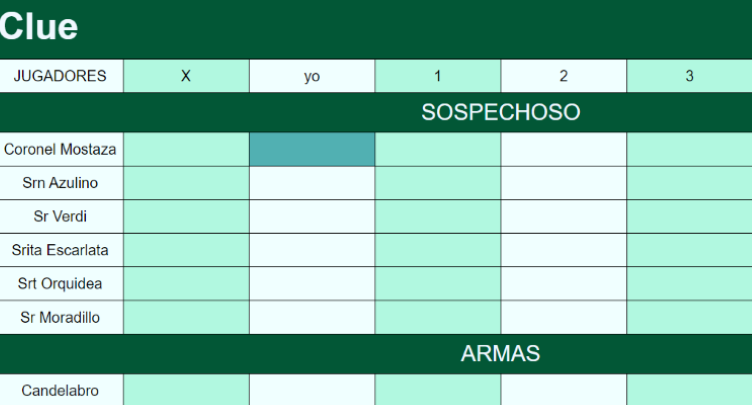 Clue
JUGADORES X yo 1 2 3
SOSPECHOSO
Coronel Mostaza
Srn Azulino
Sr Verdi
Srita Escarlata
Srt Orquidea
Sr Moradillo
ARMAS
Candelabro